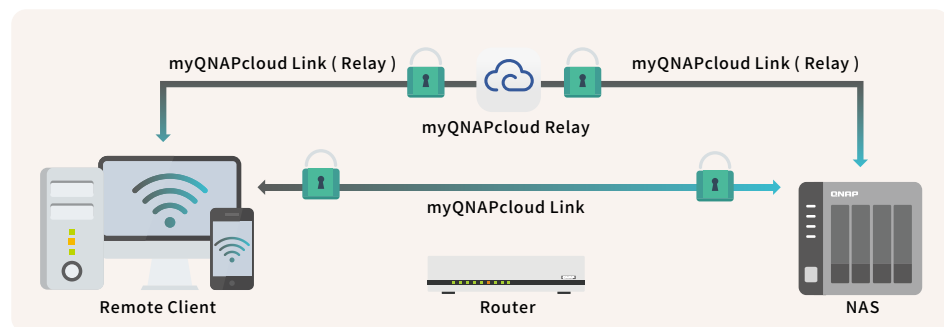 myQNAPcloud Link ( Relay )
myQNAPcloud Link ( Relay )
myQNAPcloud Relay
myQNAPcloud Link
QNAP
Remote Client
Router
NAS